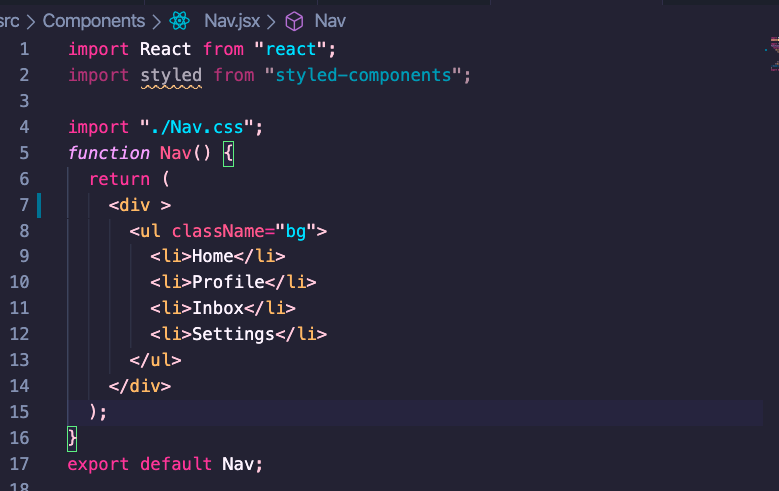 src > Components > Nav.jsx > Nav
1 import React from "react";
2 import styled from "styled-components";
3
4 import "./Nav.css";
5 function Nav() {
6 return (
7 <div >
8 <ul className="bg">
9 <li>Home</li>
10 <li>Profile</li>
11 <li>Inbox</li>
12 <li>Settings</li>
13 </ul>
14 </div>
15 );
16 }
17 export default Nav;
18